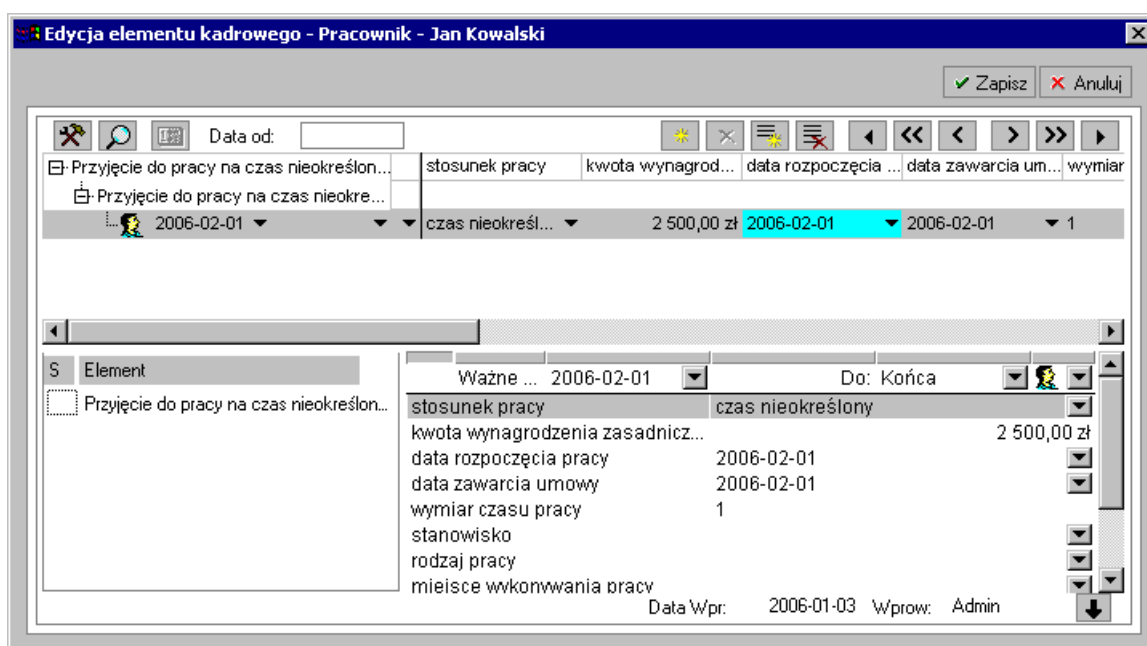 Edycja elementu kadrowego - Pracownik - Jan Kowalski
Zapisz Anuluj
Data od:
Przyjęcie do pracy na czas nieokreślon... stosunek pracy kwota wynagrod... data rozpoczęcia ... data zawarcia um... wymiar
Przyjęcie do pracy na czas nieokre...
2006-02-01 czas nieokreśl... 2 500,00 zł 2006-02-01 2006-02-01 1
S Element
Przyjęcie do pracy na czas nieokreślon...
Ważne ... 2006-02-01 Do: Końca
stosunek pracy czas nieokreślony
kwota wynagrodzenia zasadnicz... 2 500,00 zł
data rozpoczęcia pracy 2006-02-01
data zawarcia umowy 2006-02-01
wymiar czasu pracy 1
stanowisko
rodzaj pracy
miejsce wykonywania pracy
Data Wpr: 2006-01-03 Wprow: Admin